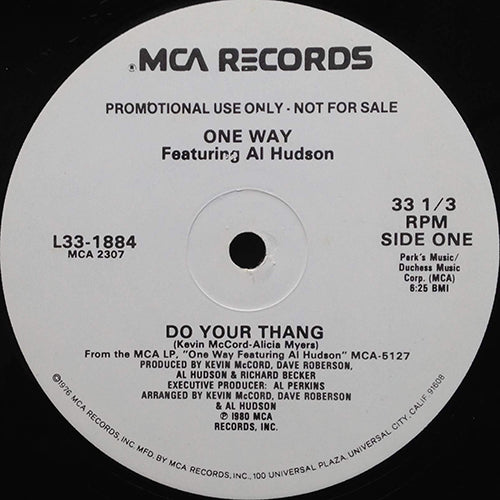 MCA RECORDS
PROMOTIONAL USE ONLY - NOT FOR SALE
ONE WAY
Featuring Al Hudson
L33-1884
MCA 2307
33 1/3
RPM
SIDE ONE
Perk's Music/
Duchess Music
Corp. (MCA)
6:25 BMI
DO YOUR THANG
(Kevin McCord-Alicia Myers)
From the MCA LP, "One Way Featuring Al Hudson" MCA-5127
PRODUCED BY KEVIN McCORD, DAVE ROBERSON,
AL HUDSON & RICHARD BECKER
EXECUTIVE PRODUCER: AL PERKINS
ARRANGED BY KEVIN McCORD, DAVE ROBERSON
& AL HUDSON
℗ 1980 MCA
RECORDS, INC.
©1976 MCA RECORDS, INC. MFD. BY MCA RECORDS, INC., 100 UNIVERSAL PLAZA, UNIVERSAL CITY, CALIF. 91608